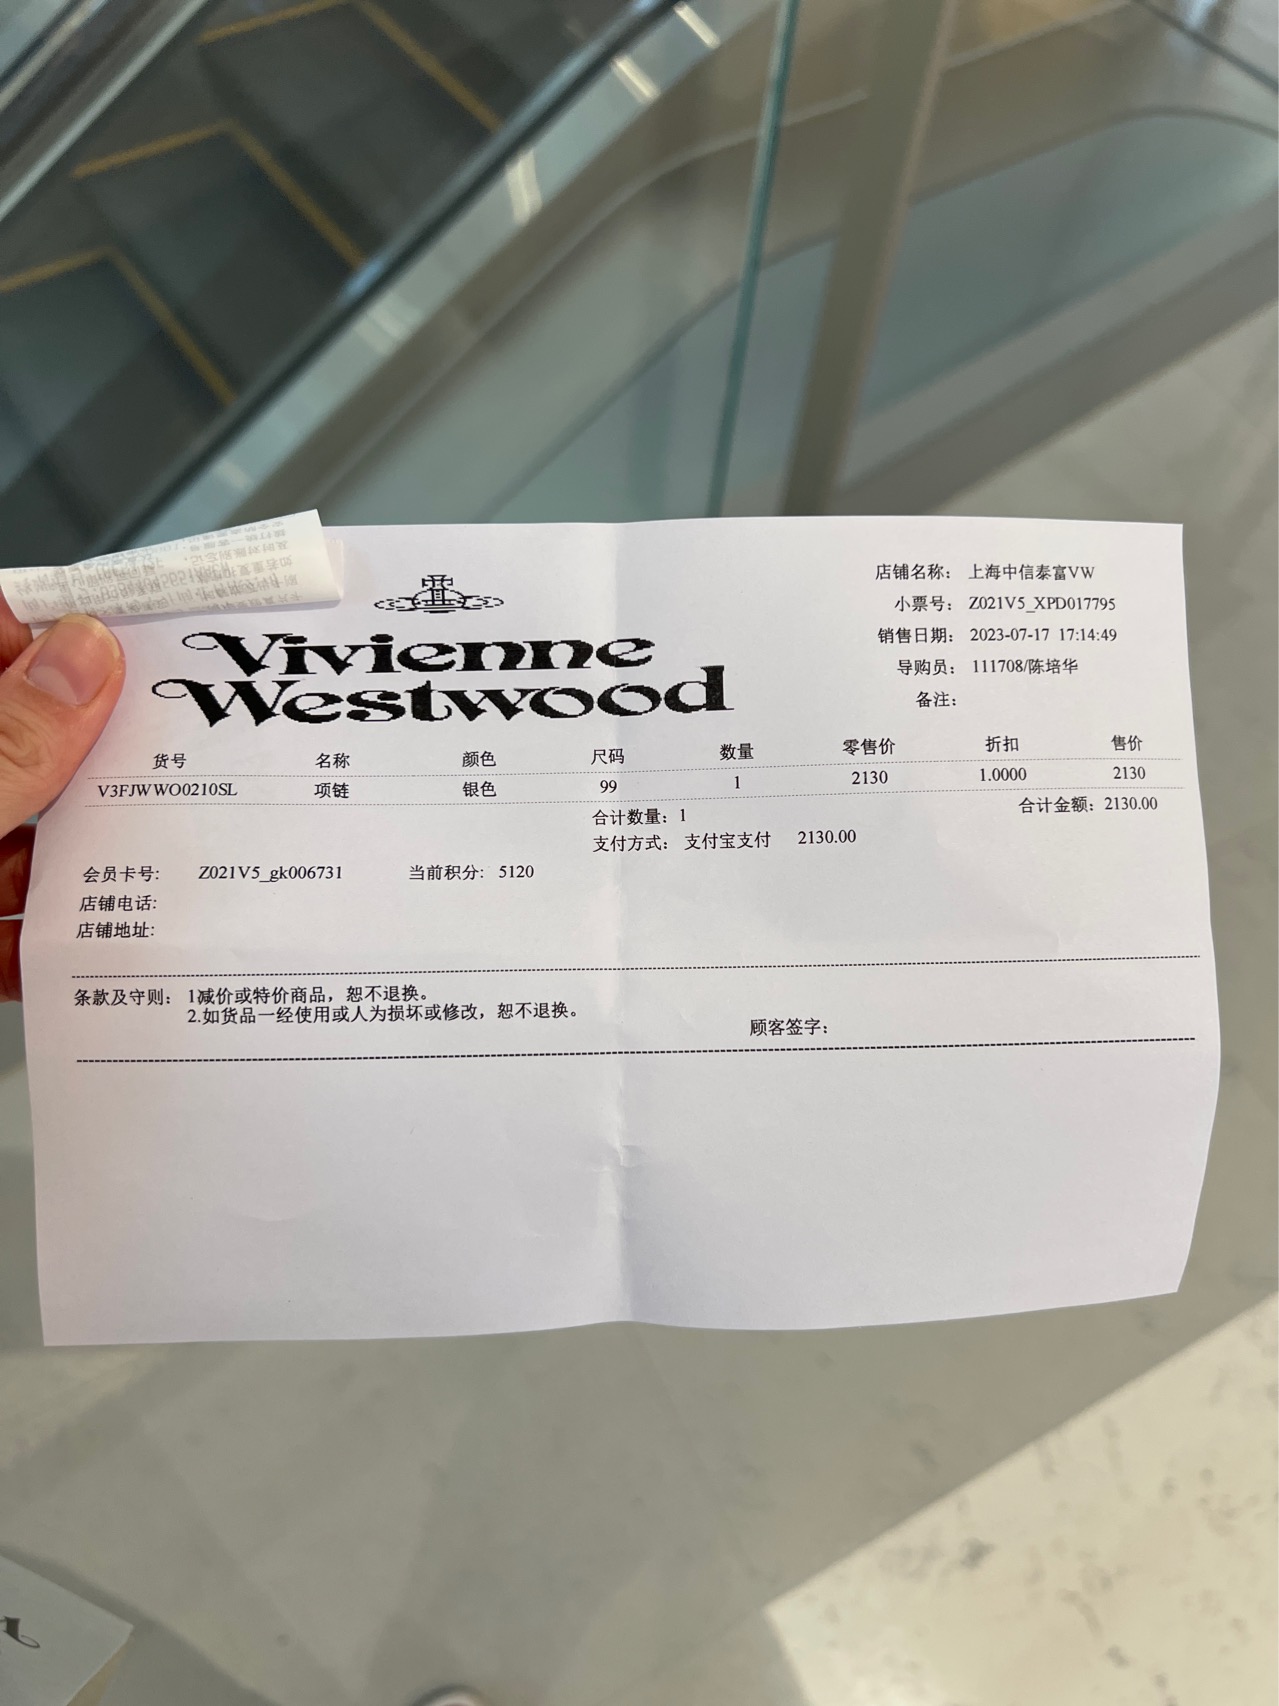 Vivienne
Westwood
店铺名称： 上海中信泰富VW
小票号： Z021V5_XPD017795
销售日期： 2023-07-17 17:14:49
导购员： 111708/陈培华
备注：
货号 名称 颜色 尺码 数量 零售价 折扣 售价
V3FJWWO0210SL 项链 银色 99 1 2130 1.0000 2130
合计数量：1 合计金额：2130.00
支付方式： 支付宝支付 2130.00
会员卡号: Z021V5_gk006731 当前积分: 5120
店铺电话:
店铺地址:
条款及守则： 1减价或特价商品，恕不退换。
2.如货品一经使用或人为损坏或修改，恕不退换。
顾客签字：